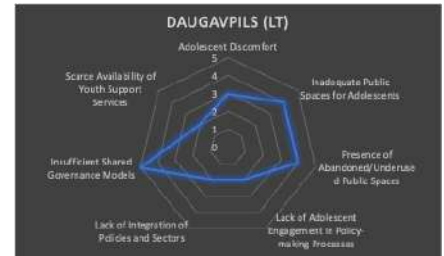 DAUGAVPILS (LT)
Adolescent Discomfort
5
4
3
2
1
0
Inadequate Public
Spaces for Adolescents
Presence of
Abandoned/Underuse
d Public Spaces
Lack of Adolescent
Engagement in Policy-
making Processes
Lack of Integration of
Policies and Sectors
Insufficient Shared
Governance Models
Scarce Availability of
Youth Support
Services